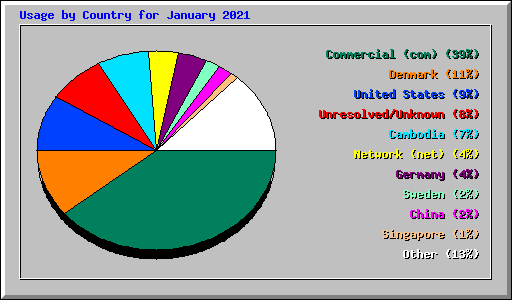 Usage by Country for January 2021
Commercial (com) (39%)
Denmark (11%)
United States (9%)
Unresolved/Unknown (8%)
Cambodia (7%)
Network (net) (4%)
Germany (4%)
Sweden (2%)
China (2%)
Singapore (1%)
Other (13%)